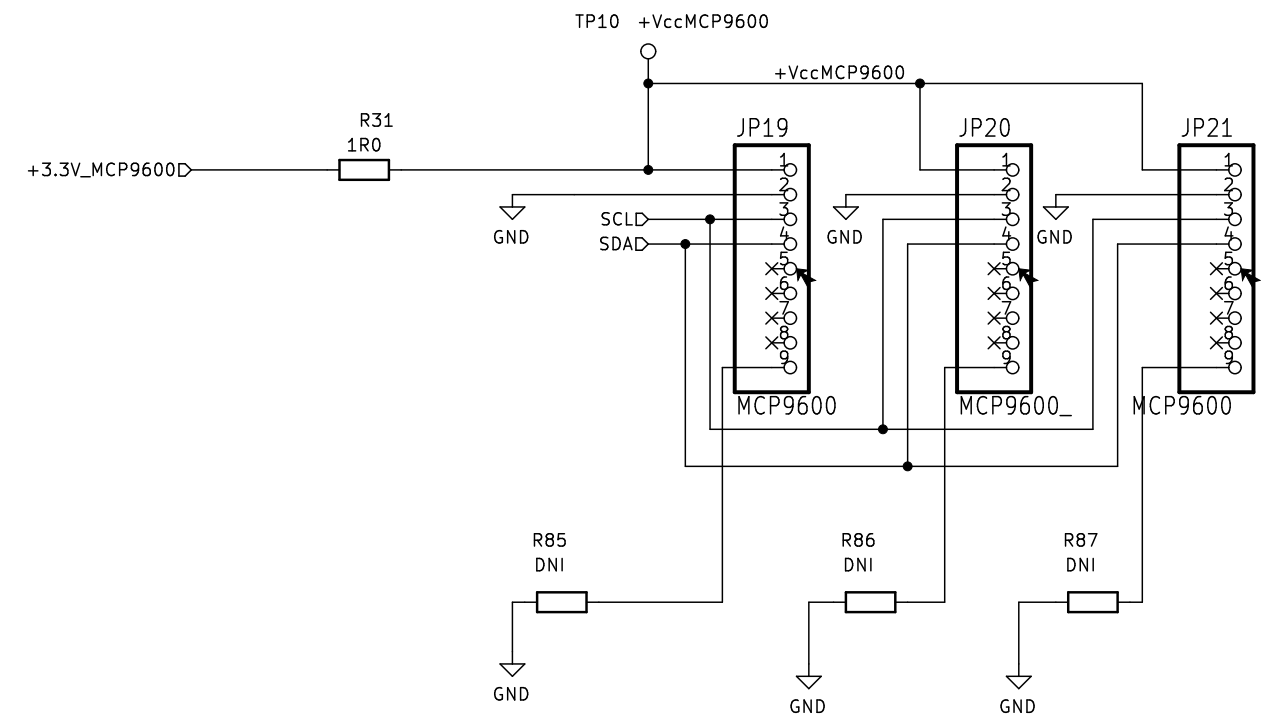 TP10 +VccMCP9600
+VccMCP9600
R31
1R0
+3.3V_MCP9600
JP19
1
2
3
4
5
6
7
8
9
MCP9600
JP20
1
2
3
4
5
6
7
8
9
MCP9600_
JP21
1
2
3
4
5
6
7
8
9
MCP9600
GND
SCL
SDA
GND
GND
R85
DNI
GND
R86
DNI
GND
R87
DNI
GND